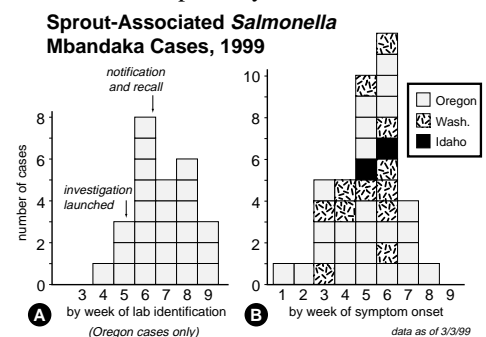 Sprout-Associated Salmonella
Mbandaka Cases, 1999
notification
and recall
investigation
launched
number of cases
8
6
4
2
0
3 4 5 6 7 8 9
by week of lab identification
(Oregon cases only)
A
10
8
6
4
2
0
1 2 3 4 5 6 7 8 9
by week of symptom onset
B
data as of 3/3/99
Oregon
Wash.
Idaho